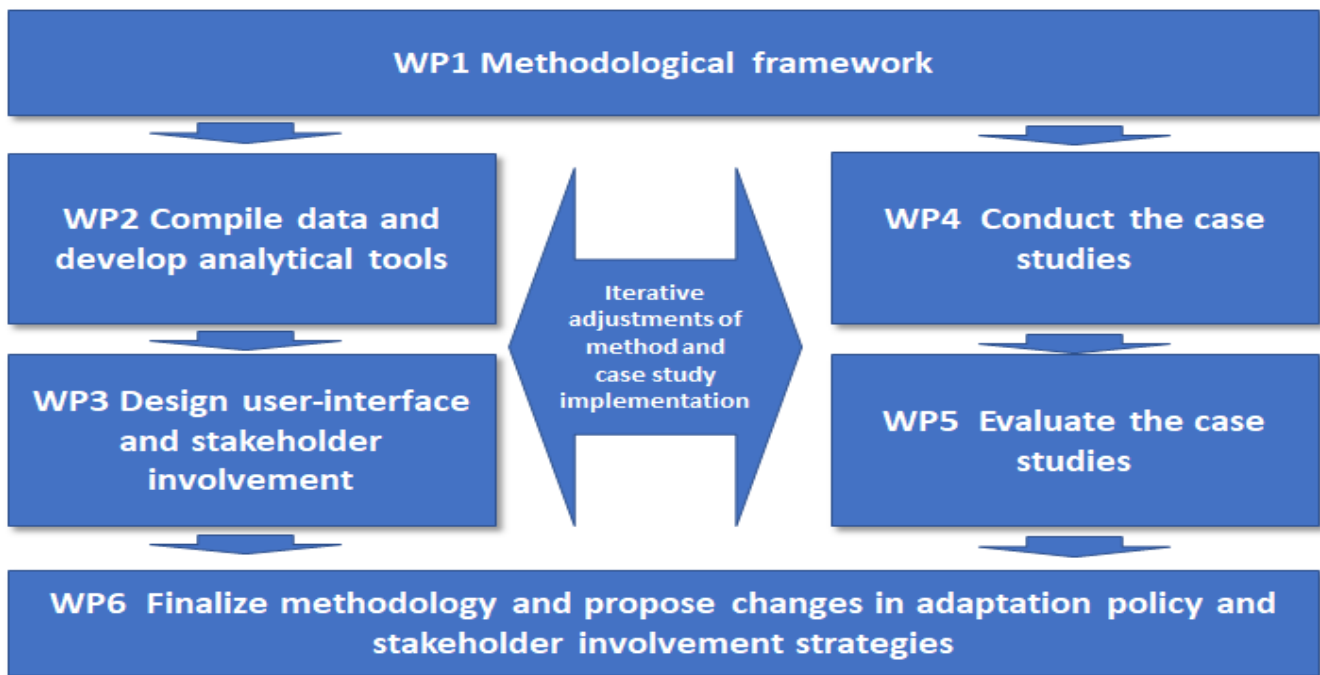 WP1 Methodological framework
WP2 Compile data and
develop analytical tools
WP3 Design user-interface
and stakeholder
involvement
Iterative
adjustments of
method and
case study
implementation
WP4 Conduct the case
studies
WP5 Evaluate the case
studies
WP6 Finalize methodology and propose changes in adaptation policy and
stakeholder involvement strategies